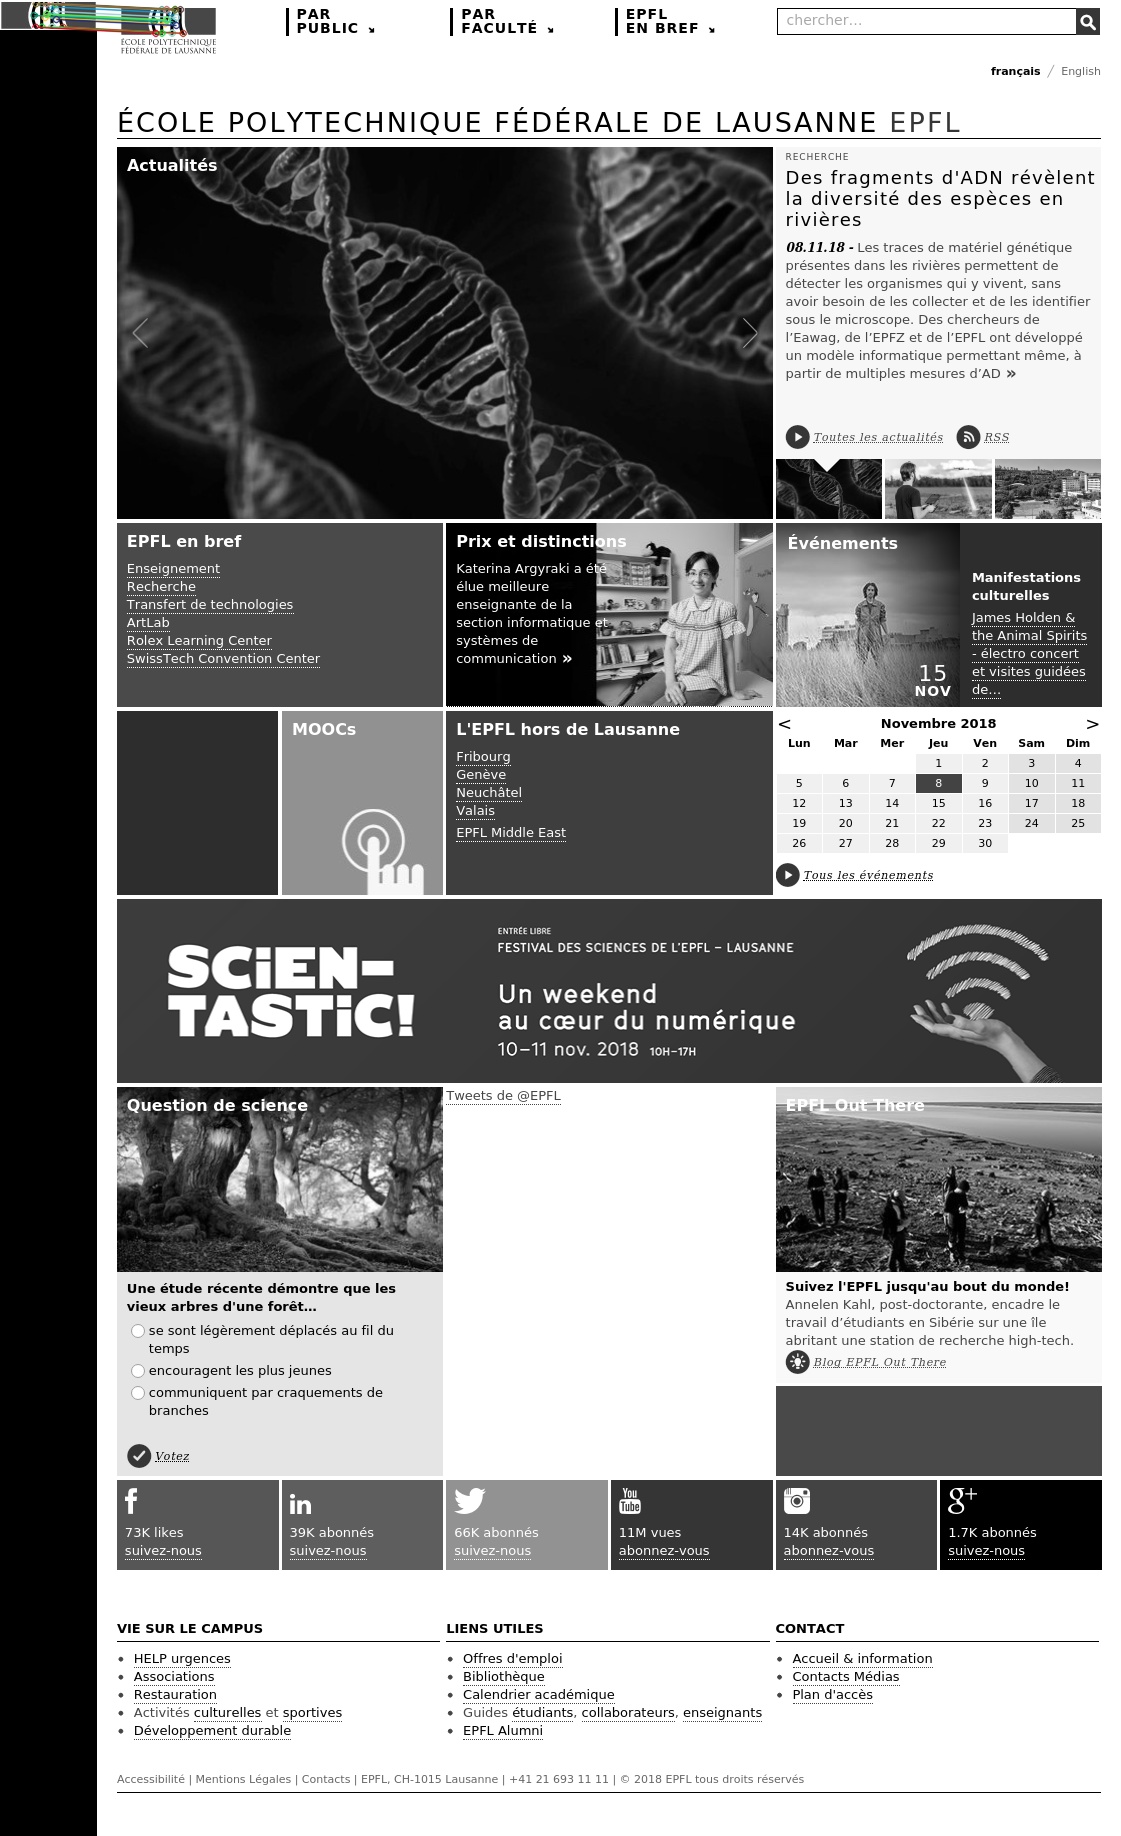 ÉCOLE POLYTECHNIQUE
FÉDÉRALE DE LAUSANNE
PAR
PUBLIC
PAR
FACULTÉ
EPFL
EN BREF
chercher...
français / English
ÉCOLE POLYTECHNIQUE FÉDÉRALE DE LAUSANNE EPFL
Actualités
RECHERCHE
Des fragments d'ADN révèlent
la diversité des espèces en
rivières
08.11.18 - Les traces de matériel génétique
présentes dans les rivières permettent de
détecter les organismes qui y vivent, sans
avoir besoin de les collecter et de les identifier
sous le microscope. Des chercheurs de
l’Eawag, de l’EPFZ et de l’EPFL ont développé
un modèle informatique permettant même, à
partir de multiples mesures d’AD »
Toutes les actualités RSS
EPFL en bref
Enseignement
Recherche
Transfert de technologies
ArtLab
Rolex Learning Center
SwissTech Convention Center
Prix et distinctions
Katerina Argyraki a été
élue meilleure
enseignante de la
section informatique et
systèmes de
communication »
Événements
15
NOV
Manifestations
culturelles
James Holden &
the Animal Spirits
- électro concert
et visites guidées
de...
MOOCs
L'EPFL hors de Lausanne
Fribourg
Genève
Neuchâtel
Valais
EPFL Middle East
< Novembre 2018 >
Lun Mar Mer Jeu Ven Sam Dim
1 2 3 4
5 6 7 8 9 10 11
12 13 14 15 16 17 18
19 20 21 22 23 24 25
26 27 28 29 30
Tous les événements
SCiEN–
TASTiC!
ENTRÉE LIBRE
FESTIVAL DES SCIENCES DE L'EPFL – LAUSANNE
Un weekend
au cœur du numérique
10–11 nov. 2018 10H–17H
Question de science
Une étude récente démontre que les
vieux arbres d'une forêt...
se sont légèrement déplacés au fil du
temps
encouragent les plus jeunes
communiquent par craquements de
branches
Votez
Tweets de @EPFL
EPFL Out There
Suivez l'EPFL jusqu'au bout du monde!
Annelen Kahl, post-doctorante, encadre le
travail d’étudiants en Sibérie sur une île
abritant une station de recherche high-tech.
Blog EPFL Out There
f
73K likes
suivez-nous
in
39K abonnés
suivez-nous
66K abonnés
suivez-nous
You
Tube
11M vues
abonnez-vous
14K abonnés
abonnez-vous
g+
1.7K abonnés
suivez-nous
VIE SUR LE CAMPUS
• HELP urgences
• Associations
• Restauration
• Activités culturelles et sportives
• Développement durable
LIENS UTILES
• Offres d'emploi
• Bibliothèque
• Calendrier académique
• Guides étudiants, collaborateurs, enseignants
• EPFL Alumni
CONTACT
• Accueil & information
• Contacts Médias
• Plan d'accès
Accessibilité | Mentions Légales | Contacts | EPFL, CH-1015 Lausanne | +41 21 693 11 11 | © 2018 EPFL tous droits réservés